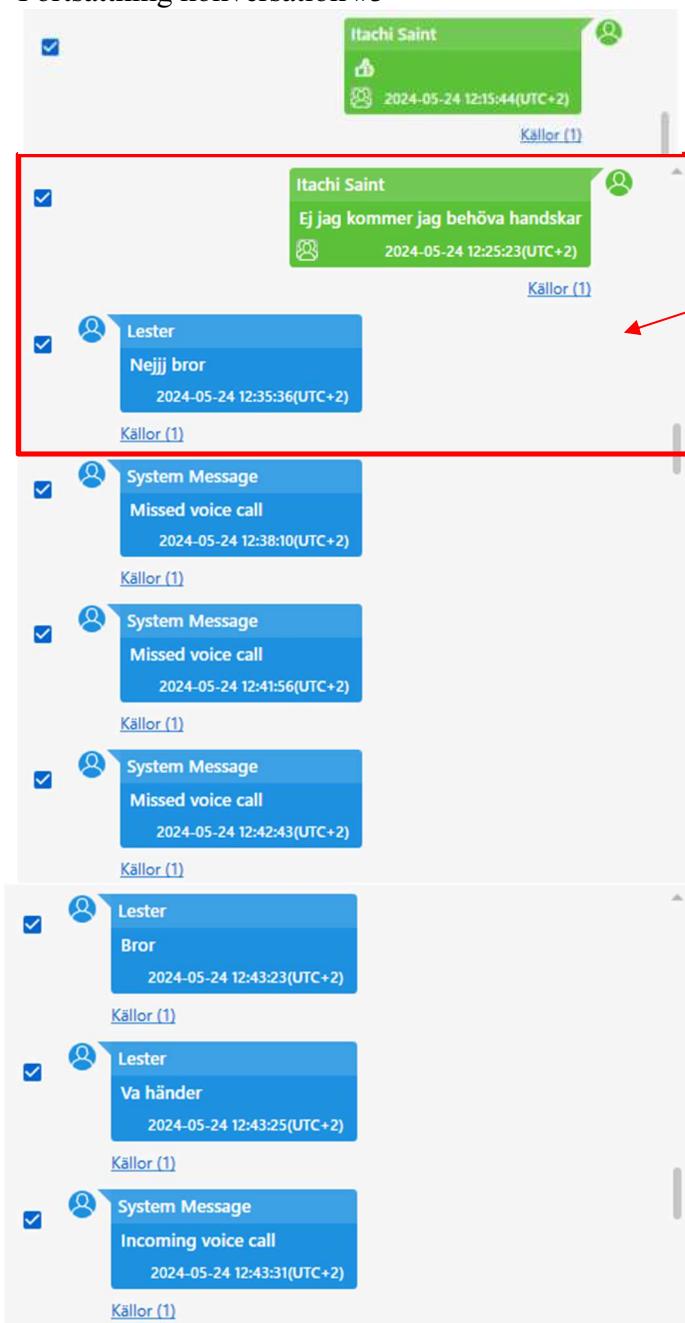 Fortsättning konversation #3
Itachi Saint
👍
2024-05-24 12:15:44(UTC+2)
Källor (1)
Itachi Saint
Ej jag kommer jag behöva handskar
2024-05-24 12:25:23(UTC+2)
Källor (1)
Lester
Nejjj bror
2024-05-24 12:35:36(UTC+2)
Källor (1)
System Message
Missed voice call
2024-05-24 12:38:10(UTC+2)
Källor (1)
System Message
Missed voice call
2024-05-24 12:41:56(UTC+2)
Källor (1)
System Message
Missed voice call
2024-05-24 12:42:43(UTC+2)
Källor (1)
Lester
Bror
2024-05-24 12:43:23(UTC+2)
Källor (1)
Lester
Va händer
2024-05-24 12:43:25(UTC+2)
Källor (1)
System Message
Incoming voice call
2024-05-24 12:43:31(UTC+2)
Källor (1)